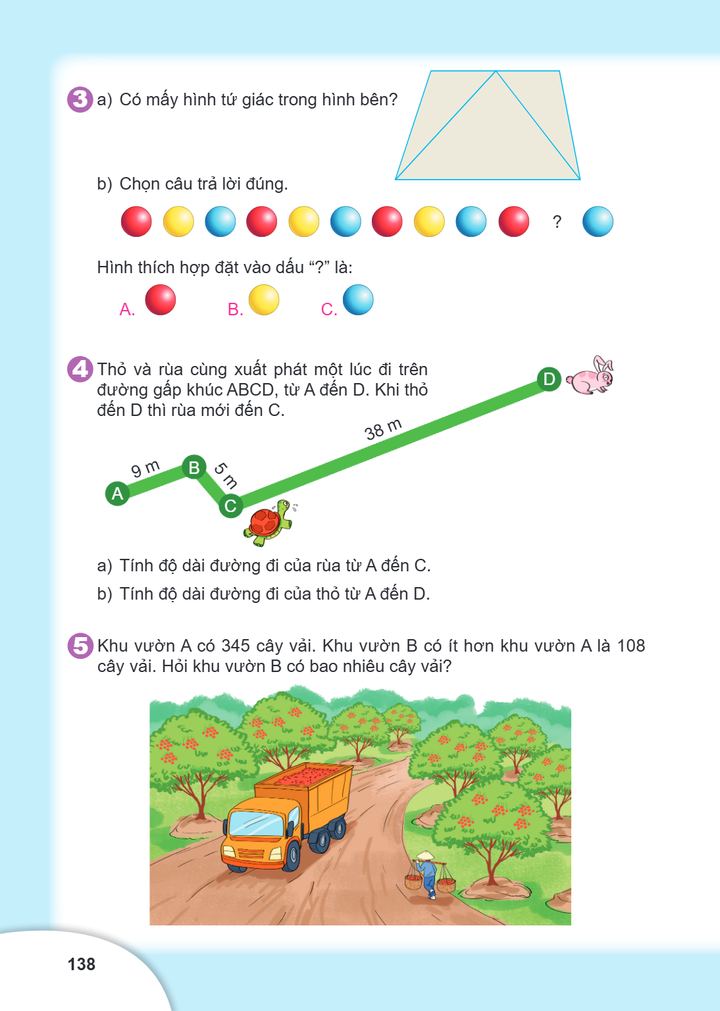 3 a) Có mấy hình tứ giác trong hình bên?
b) Chọn câu trả lời đúng.
?
Hình thích hợp đặt vào dấu “?” là:
A. B. C.
4 Thỏ và rùa cùng xuất phát một lúc đi trên
đường gấp khúc ABCD, từ A đến D. Khi thỏ
đến D thì rùa mới đến C.
D
38 m
9 m
B
5 m
A
C
a) Tính độ dài đường đi của rùa từ A đến C.
b) Tính độ dài đường đi của thỏ từ A đến D.
5 Khu vườn A có 345 cây vải. Khu vườn B có ít hơn khu vườn A là 108
cây vải. Hỏi khu vườn B có bao nhiêu cây vải?
138